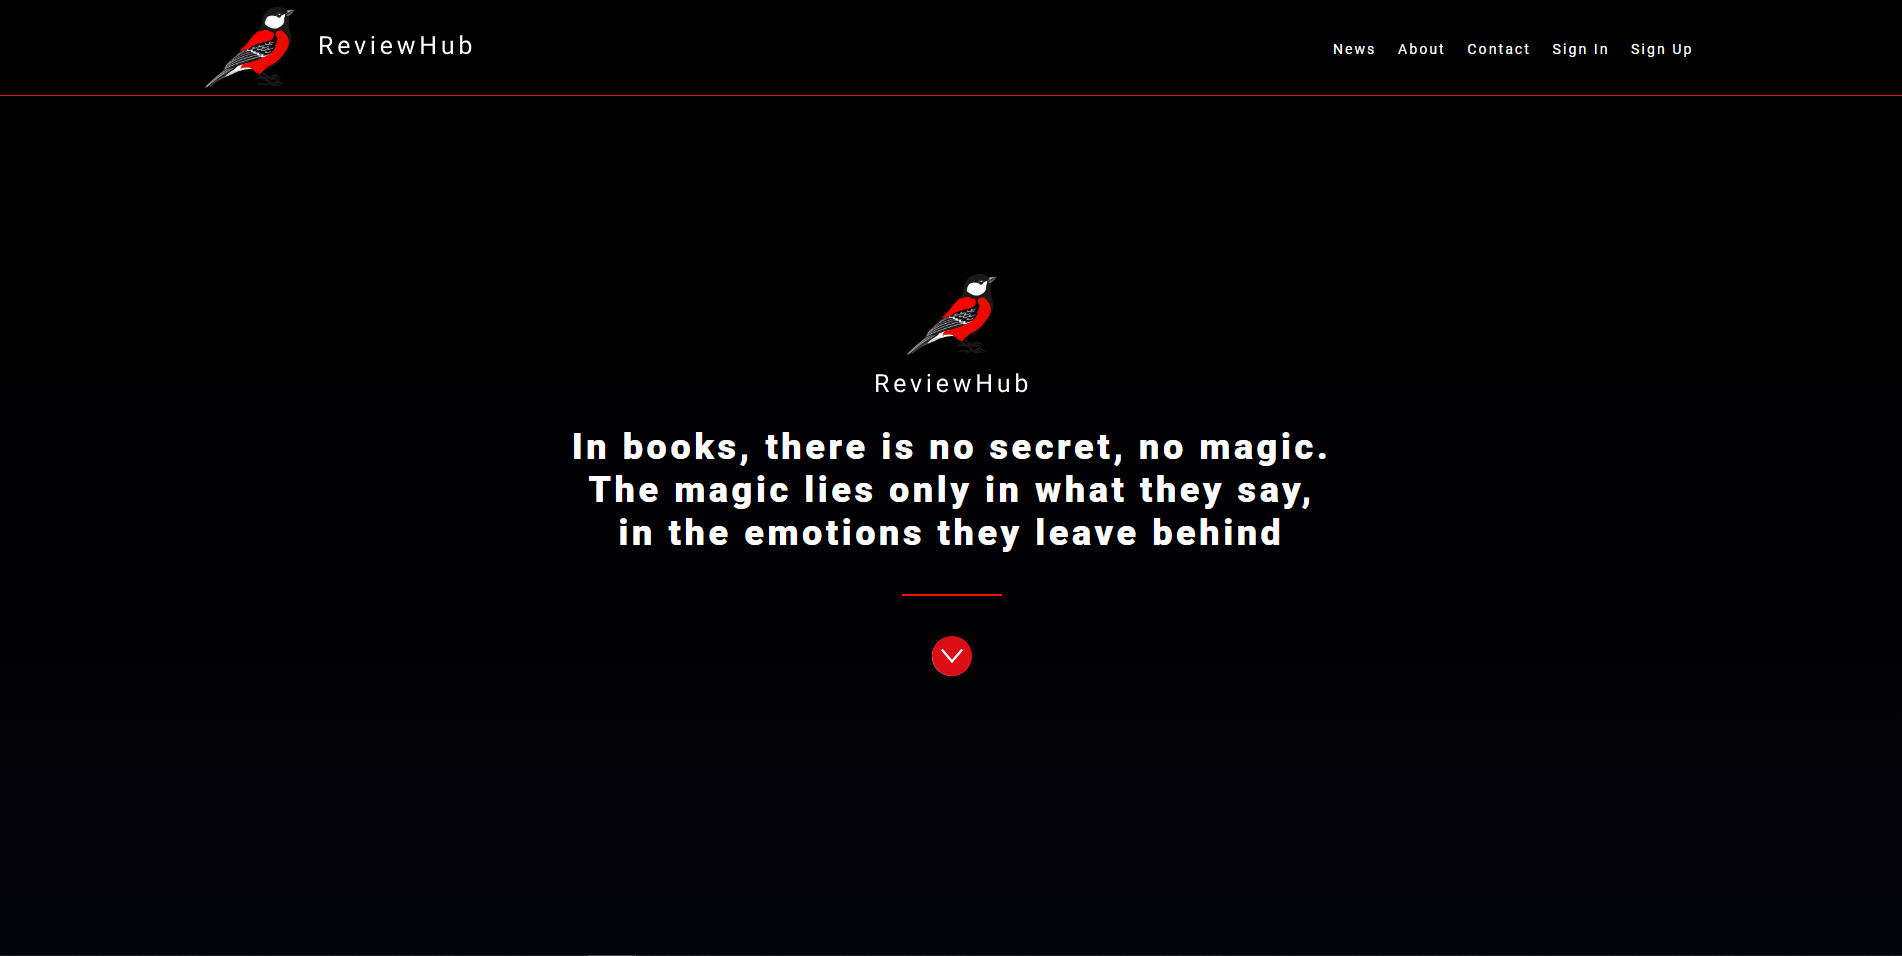 ReviewHub
News About Contact Sign In Sign Up
ReviewHub
In books, there is no secret, no magic.
The magic lies only in what they say,
in the emotions they leave behind